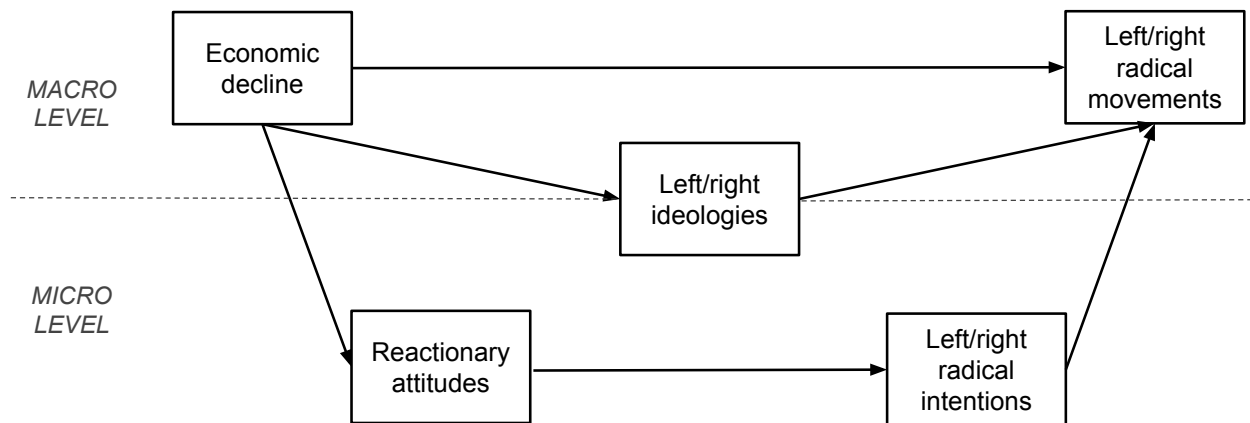 Economic
decline
Left/right
radical
movements
MACRO
LEVEL
Left/right
ideologies
MICRO
LEVEL
Reactionary
attitudes
Left/right
radical
intentions